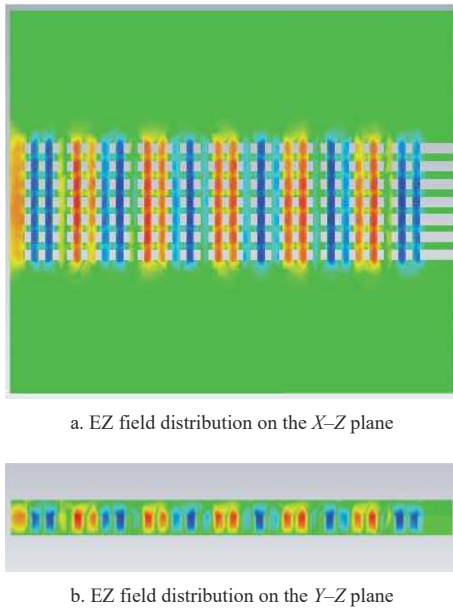 a. EZ field distribution on the X–Z plane
b. EZ field distribution on the Y–Z plane